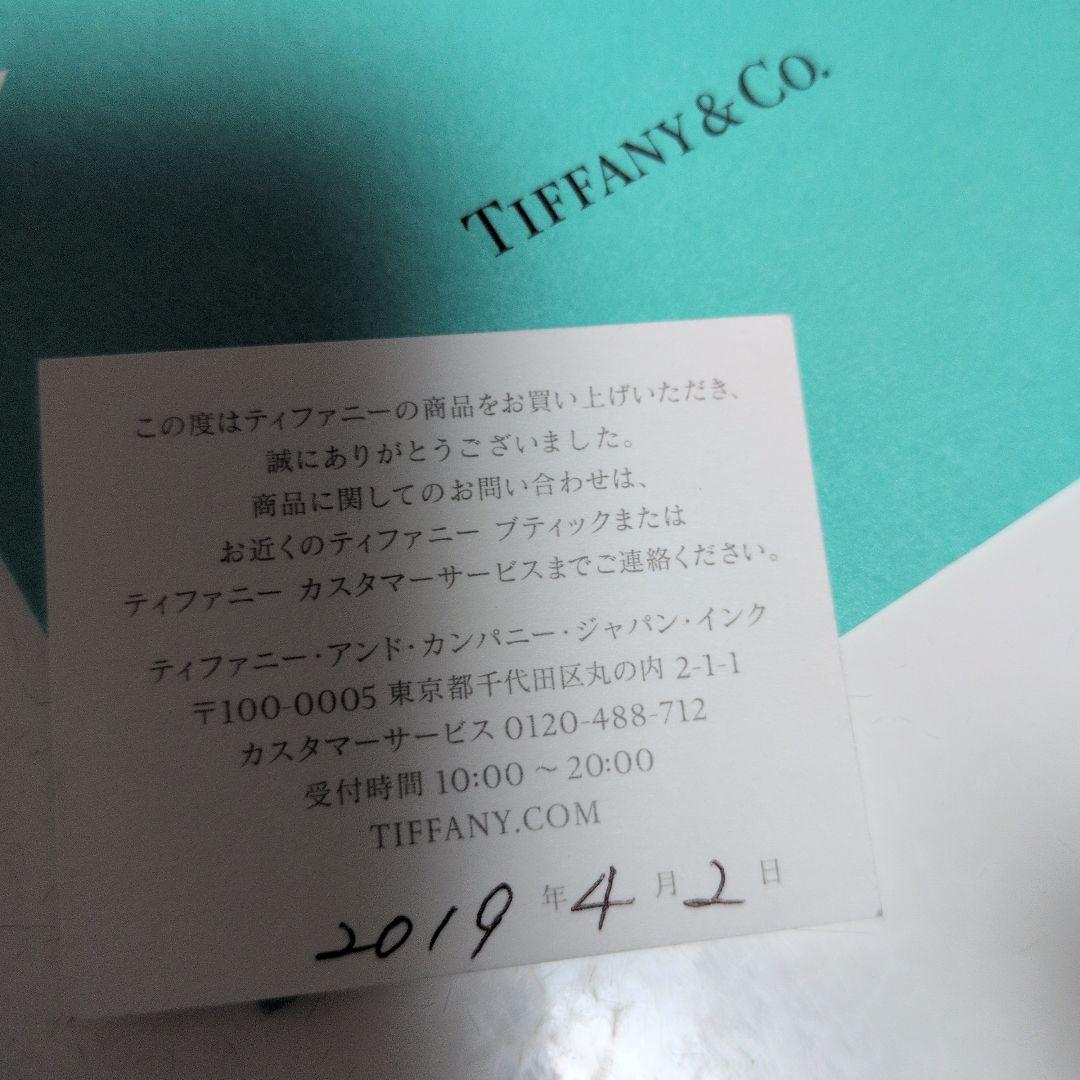 TIFFANY & CO.
この度はティファニーの商品をお買い上げいただき、
誠にありがとうございました。
商品に関してのお問い合わせは、
お近くのティファニー ブティックまたは
ティファニー カスタマーサービスまでご連絡ください。
ティファニー・アンド・カンパニー・ジャパン・インク
〒100-0005 東京都千代田区丸の内 2-1-1
カスタマーサービス 0120-488-712
受付時間 10:00 〜 20:00
TIFFANY.COM
2019 年 4 月 2 日